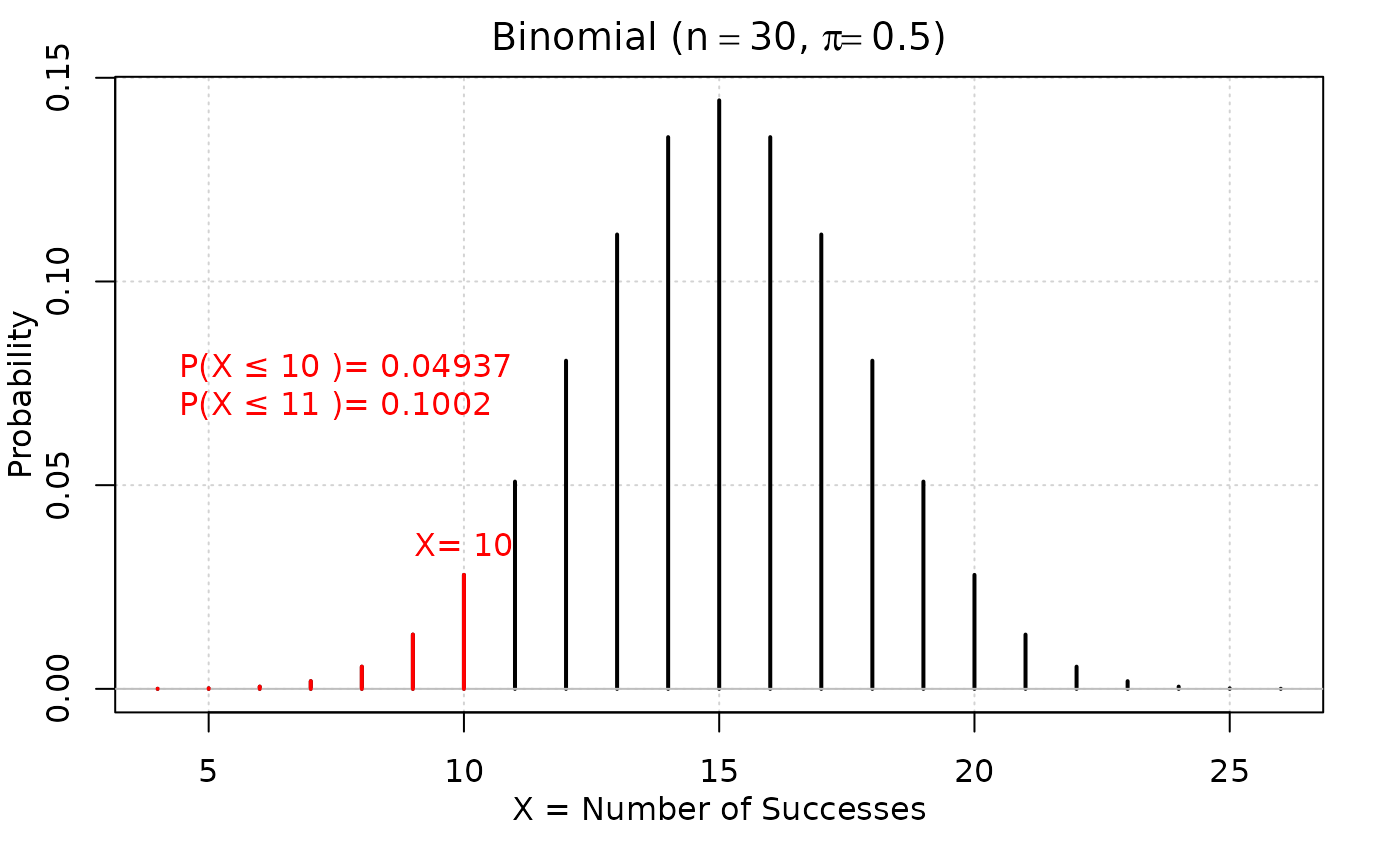 Binomial (n = 30, π= 0.5)
0.15
0.10
0.05
0.00
Probability
P(X ≤ 10 )= 0.04937
P(X ≤ 11 )= 0.1002
X= 10
5 10 15 20 25
X = Number of Successes